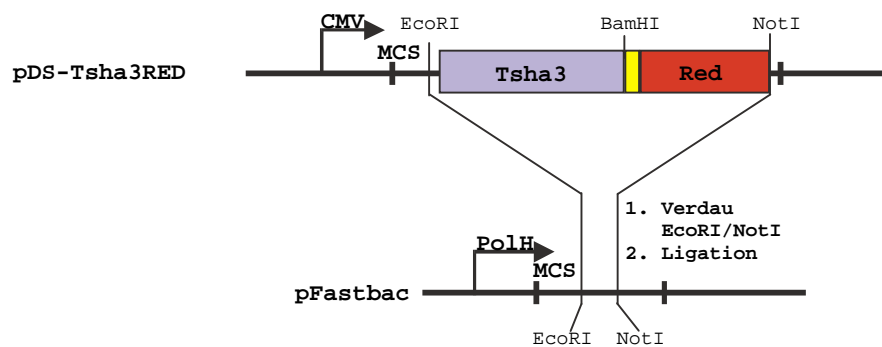 CMV
EcoRI
BamHI
NotI
MCS
pDS-Tsha3RED
Tsha3
Red
1. Verdau
EcoRI/NotI
2. Ligation
PolH
MCS
pFastbac
EcoRI
NotI